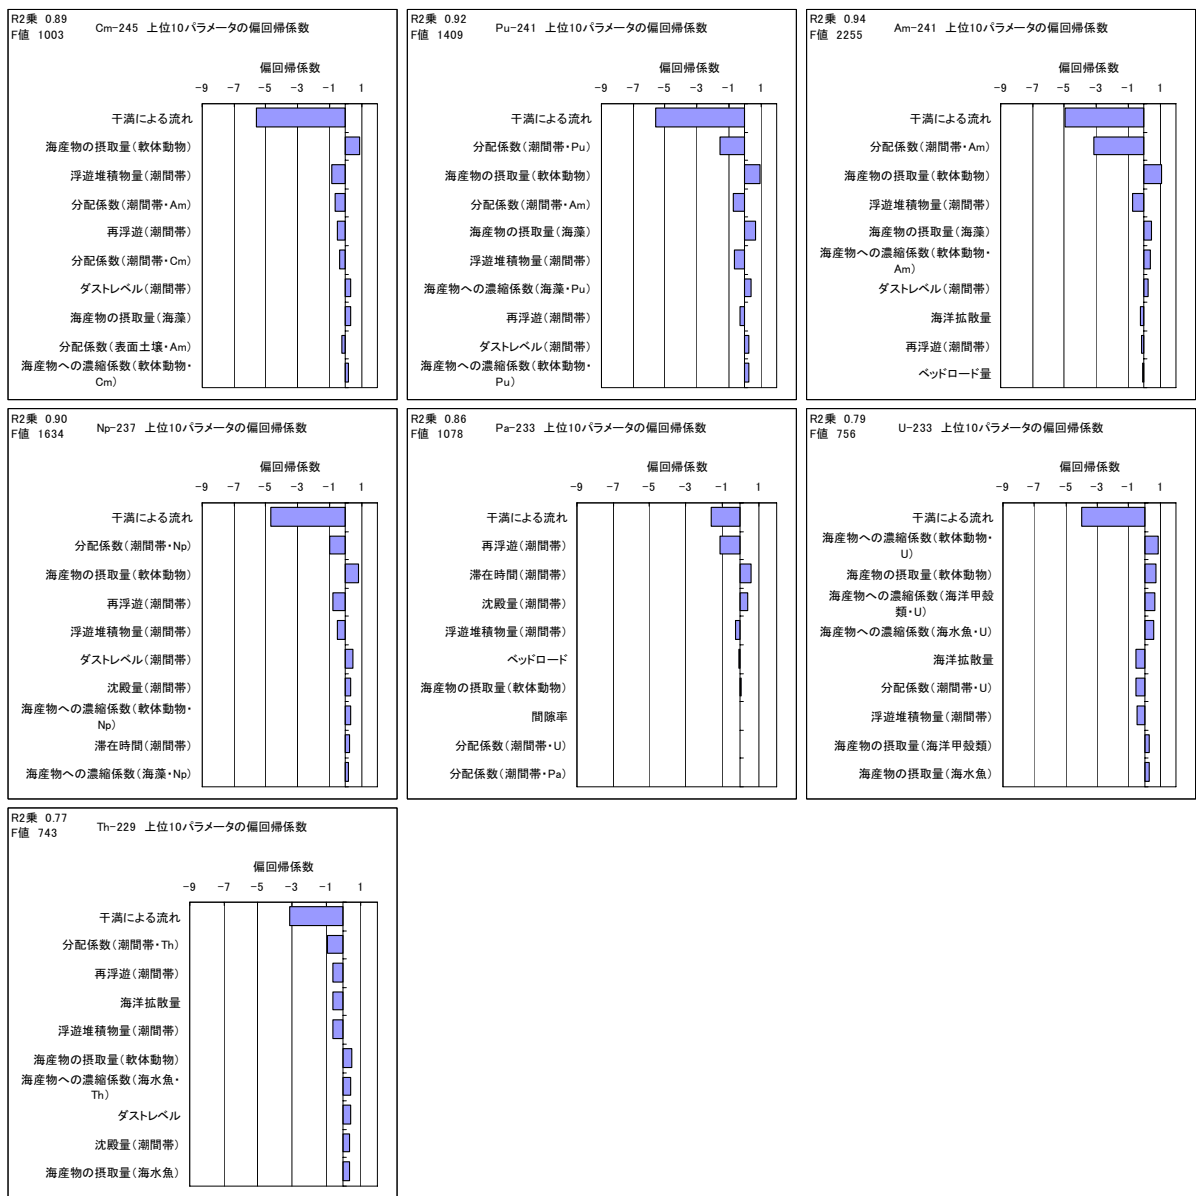 R2乗 0.89
F値 1003
Cm-245 上位10パラメータの偏回帰係数
偏回帰係数
-9 -7 -5 -3 -1 1
干満による流れ
海産物の摂取量(軟体動物)
浮遊堆積物量(潮間帯)
分配係数(潮間帯・Am)
再浮遊(潮間帯)
分配係数(潮間帯・Cm)
ダストレベル(潮間帯)
海産物の摂取量(海藻)
分配係数(表面土壌・Am)
海産物への濃縮係数(軟体動物・
Cm)
R2乗 0.92
F値 1409
Pu-241 上位10パラメータの偏回帰係数
偏回帰係数
-9 -7 -5 -3 -1 1
干満による流れ
分配係数(潮間帯・Pu)
海産物の摂取量(軟体動物)
分配係数(潮間帯・Am)
海産物の摂取量(海藻)
浮遊堆積物量(潮間帯)
海産物への濃縮係数(海藻・Pu)
再浮遊(潮間帯)
ダストレベル(潮間帯)
海産物への濃縮係数(軟体動物・
Pu)
R2乗 0.94
F値 2255
Am-241 上位10パラメータの偏回帰係数
偏回帰係数
-9 -7 -5 -3 -1 1
干満による流れ
分配係数(潮間帯・Am)
海産物の摂取量(軟体動物)
浮遊堆積物量(潮間帯)
海産物の摂取量(海藻)
海産物への濃縮係数(軟体動物・
Am)
ダストレベル(潮間帯)
海洋拡散量
再浮遊(潮間帯)
ベッドロード量
R2乗 0.90
F値 1634
Np-237 上位10パラメータの偏回帰係数
偏回帰係数
-9 -7 -5 -3 -1 1
干満による流れ
分配係数(潮間帯・Np)
海産物の摂取量(軟体動物)
再浮遊(潮間帯)
浮遊堆積物量(潮間帯)
ダストレベル(潮間帯)
沈殿量(潮間帯)
海産物への濃縮係数(軟体動物・
Np)
滞在時間(潮間帯)
海産物への濃縮係数(海藻・Np)
R2乗 0.86
F値 1078
Pa-233 上位10パラメータの偏回帰係数
偏回帰係数
-9 -7 -5 -3 -1 1
干満による流れ
再浮遊(潮間帯)
滞在時間(潮間帯)
沈殿量(潮間帯)
浮遊堆積物量(潮間帯)
ベッドロード
海産物の摂取量(軟体動物)
間隙率
分配係数(潮間帯・U)
分配係数(潮間帯・Pa)
R2乗 0.79
F値 756
U-233 上位10パラメータの偏回帰係数
偏回帰係数
-9 -7 -5 -3 -1 1
干満による流れ
海産物への濃縮係数(軟体動物・
U)
海産物の摂取量(軟体動物)
海産物への濃縮係数(海洋甲殻
類・U)
海産物への濃縮係数(海水魚・U)
海洋拡散量
分配係数(潮間帯・U)
浮遊堆積物量(潮間帯)
海産物の摂取量(海洋甲殻類)
海産物の摂取量(海水魚)
R2乗 0.77
F値 743
Th-229 上位10パラメータの偏回帰係数
偏回帰係数
-9 -7 -5 -3 -1 1
干満による流れ
分配係数(潮間帯・Th)
再浮遊(潮間帯)
海洋拡散量
浮遊堆積物量(潮間帯)
海産物の摂取量(軟体動物)
海産物への濃縮係数(海水魚・
Th)
ダストレベル
沈殿量(潮間帯)
海産物の摂取量(海水魚)